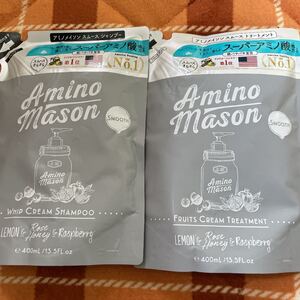 アミノメイソン スムース シャンプー
スーパーアミノ酸
No.1
Amino
Mason
SMOOTH
Amino
Mason
WHIP CREAM SHAMPOO
LEMON & Rose Honey & Raspberry
e 400mL/13.5FL.oz
アミノメイソン スムース トリートメント
スーパーアミノ酸
No.1
Amino
Mason
SMOOTH
Amino
Mason
FRUITS CREAM TREATMENT
LEMON & Rose Honey & Raspberry
e 400mL/13.5FL.oz